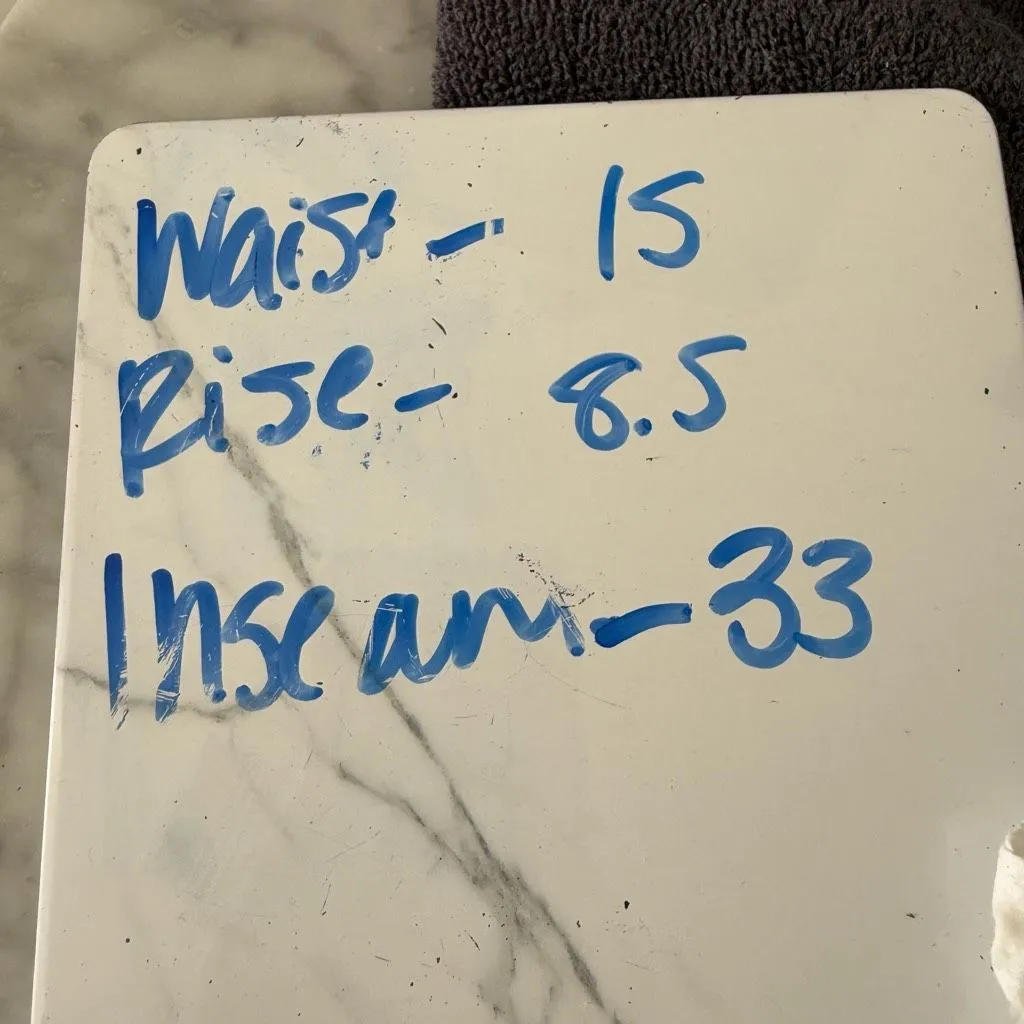 Waist - 15
Rise - 8.5
Inseam - 33